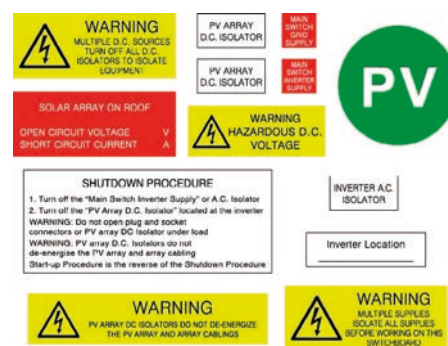 WARNING
MULTIPLE D.C. SOURCES
TURN OFF ALL D.C.
ISOLATORS TO ISOLATE
EQUIPMENT
PV ARRAY
D.C. ISOLATOR
MAIN
SWITCH
GRID
SUPPLY
PV ARRAY
D.C. ISOLATOR
MAIN
SWITCH
INVERTER
SUPPLY
PV
SOLAR ARRAY ON ROOF
OPEN CIRCUIT VOLTAGE V
SHORT CIRCUIT CURRENT A
WARNING
HAZARDOUS D.C.
VOLTAGE
SHUTDOWN PROCEDURE
1. Turn off the "Main Switch Inverter Supply" or A.C. Isolator
2. Turn off the "PV Array D.C. Isolator" located at the inverter
WARNING: Do not open plug and socket
connectors or PV array DC Isolator under load
WARNING: PV array D.C. Isolators do not
de-energise the PV array and array cabling
Start-up Procedure is the reverse of the Shutdown Procedure
INVERTER A.C.
ISOLATOR
Inverter Location
WARNING
PV ARRAY DC ISOLATORS DO NOT DE-ENERGIZE
THE PV ARRAY AND ARRAY CABLINGS
WARNING
MULTIPLE SUPPLIES
ISOLATE ALL SUPPLIES
BEFORE WORKING ON THIS
SWITCHBOARD